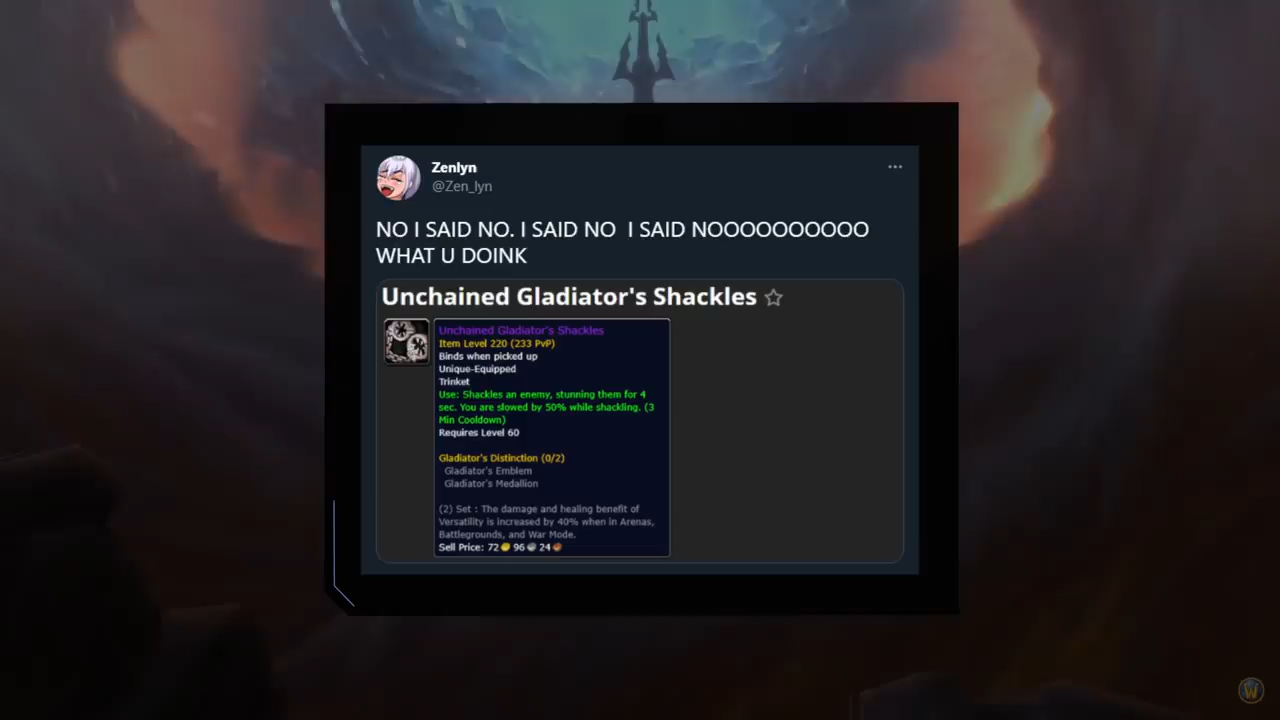 Zenlyn
@Zen_lyn
NO I SAID NO. I SAID NO  I SAID NOOOOOOOOOO
WHAT U DOINK
Unchained Gladiator's Shackles
Unchained Gladiator's Shackles
Item Level 220 (233 PvP)
Binds when picked up
Unique-Equipped
Trinket
Use: Shackles an enemy, stunning them for 4
sec. You are slowed by 50% while shackling. (3
Min Cooldown)
Requires Level 60
Gladiator's Distinction (0/2)
Gladiator's Emblem
Gladiator's Medallion
(2) Set : The damage and healing benefit of
Versatility is increased by 40% when in Arenas,
Battlegrounds, and War Mode.
Sell Price: 72 96 24
W